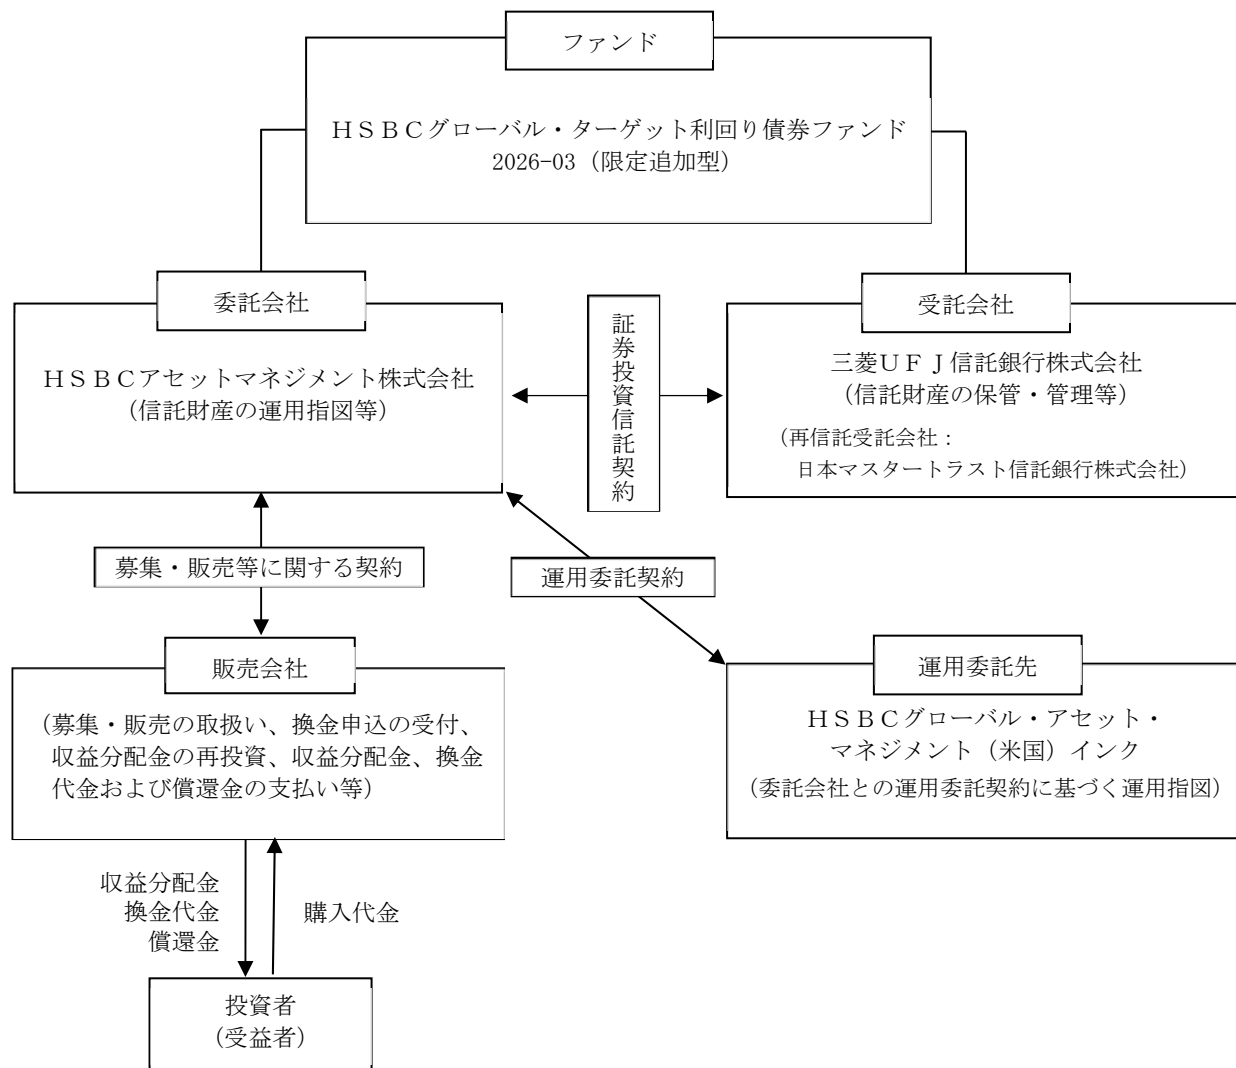 ファンド
ＨＳＢＣグローバル・ターゲット利回り債券ファンド
2026-03（限定追加型）
委託会社
ＨＳＢＣアセットマネジメント株式会社
（信託財産の運用指図等）
証券投資信託契約
受託会社
三菱ＵＦＪ信託銀行株式会社
（信託財産の保管・管理等）
（再信託受託会社：
日本マスタートラスト信託銀行株式会社）
募集・販売等に関する契約
運用委託契約
販売会社
（募集・販売の取扱い、換金申込の受付、
収益分配金の再投資、収益分配金、換金
代金および償還金の支払い等）
運用委託先
ＨＳＢＣグローバル・アセット・
マネジメント（米国）インク
（委託会社との運用委託契約に基づく運用指図）
収益分配金
換金代金
償還金
購入代金
投資者
（受益者）